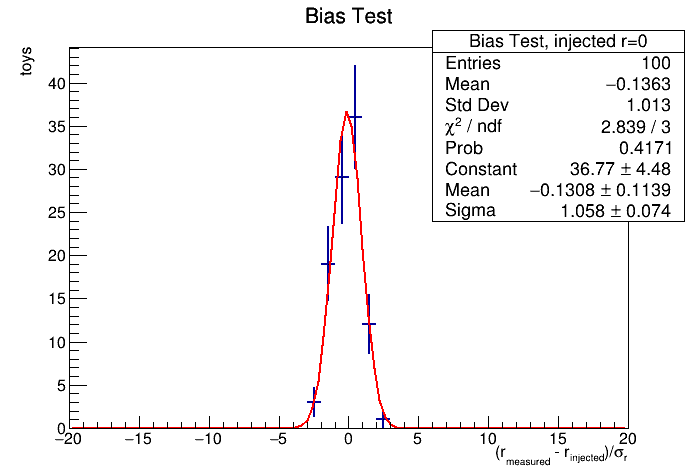 Bias Test
toys
Bias Test, injected r=0
Entries 100
Mean −0.1363
Std Dev 1.013
χ² / ndf 2.839 / 3
Prob 0.4171
Constant 36.77 ± 4.48
Mean −0.1308 ± 0.1139
Sigma 1.058 ± 0.074
40
35
30
25
20
15
10
5
0
−20 −15 −10 −5 0 5 10 15 20
(r_measured - r_injected)/σ_r